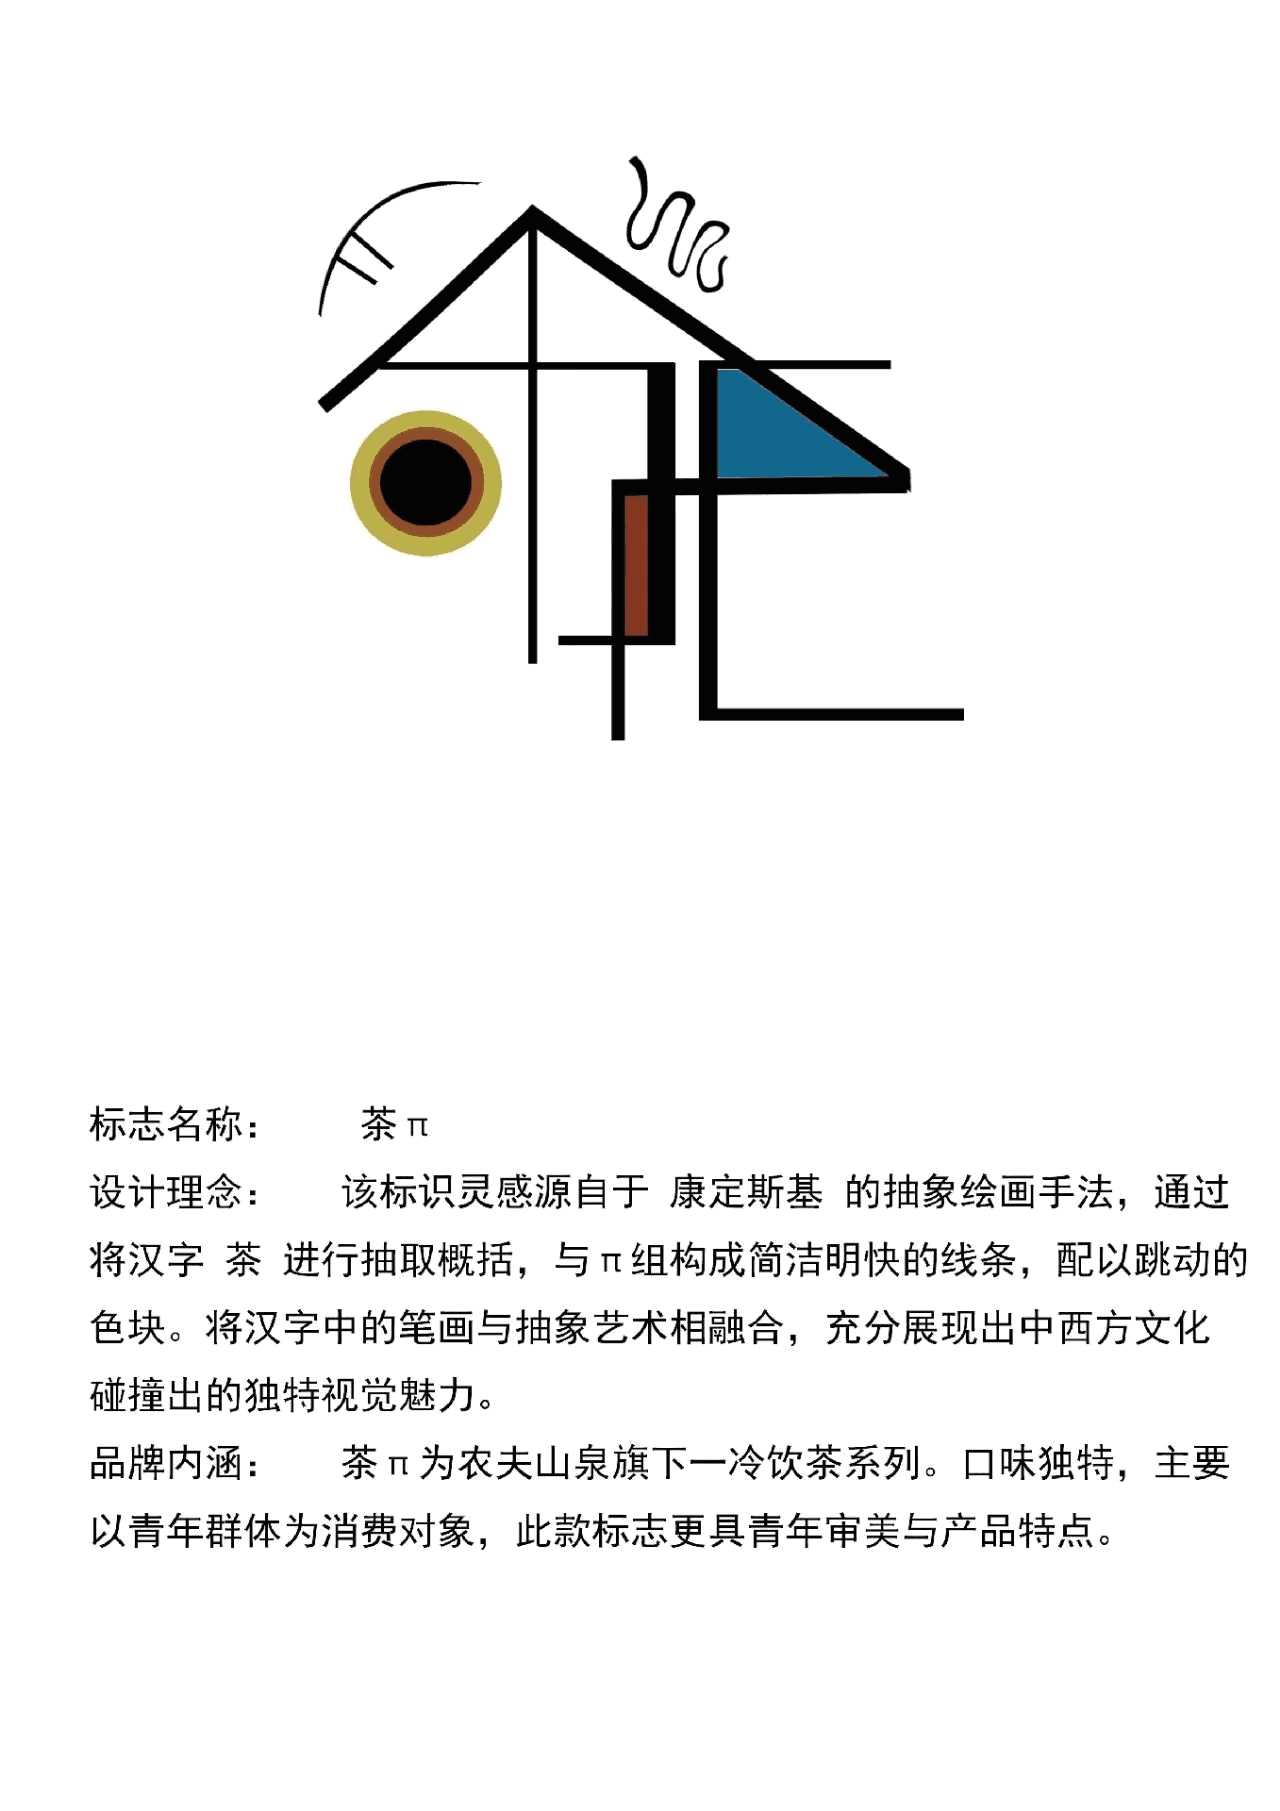 标志名称： 茶π
设计理念： 该标识灵感源自于 康定斯基 的抽象绘画手法，通过
将汉字 茶 进行抽取概括，与π组构成简洁明快的线条，配以跳动的
色块。将汉字中的笔画与抽象艺术相融合，充分展现出中西方文化
碰撞出的独特视觉魅力。
品牌内涵： 茶π为农夫山泉旗下一冷饮茶系列。口味独特，主要
以青年群体为消费对象，此款标志更具青年审美与产品特点。